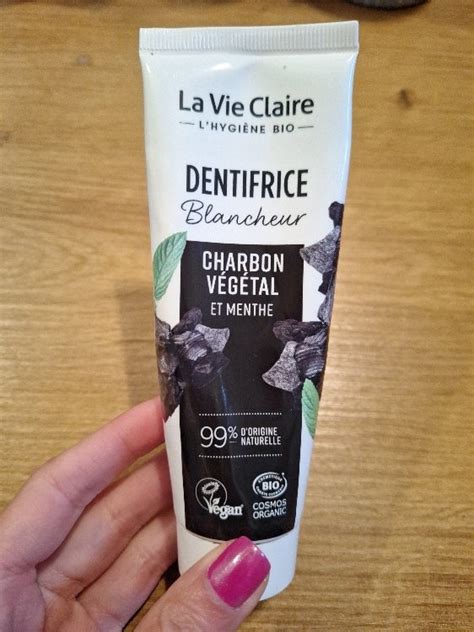 La Vie Claire
L'HYGIÈNE BIO
DENTIFRICE
Blancheur
CHARBON
VÉGÉTAL
ET MENTHE
99% D'ORIGINE
NATURELLE
Vegan
BIO
COSMOS
ORGANIC